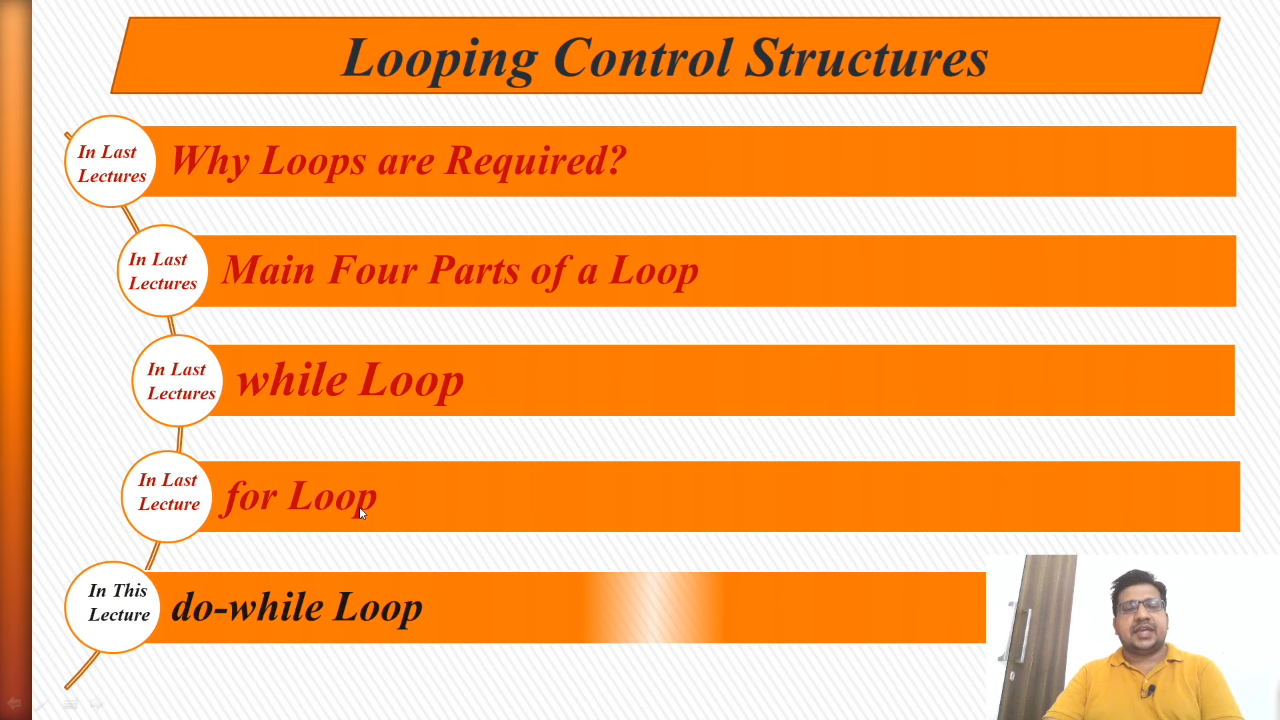 Looping Control Structures
In Last
Lectures
Why Loops are Required?
In Last
Lectures
Main Four Parts of a Loop
In Last
Lectures
while Loop
In Last
Lecture
for Loop
In This
Lecture
do-while Loop